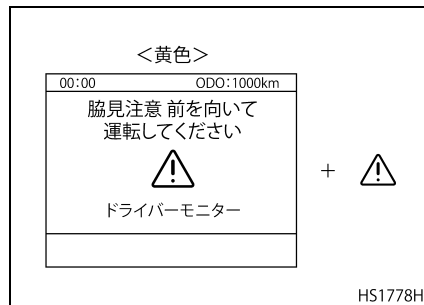 ＜黄色＞
00:00 ODO:1000km
脇見注意 前を向いて
運転してください
ドライバーモニター
+
HS1778H